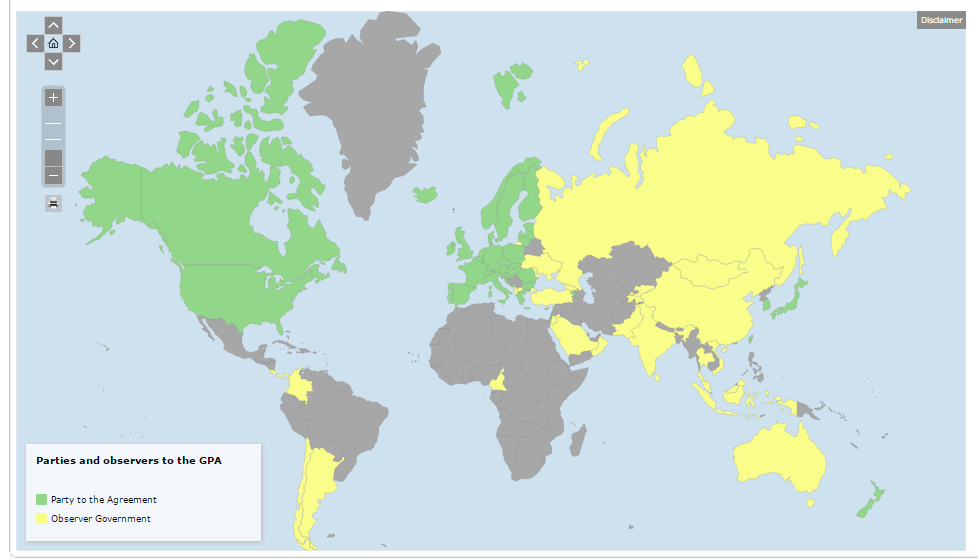 Disclaimer
Parties and observers to the GPA
Party to the Agreement
Observer Government